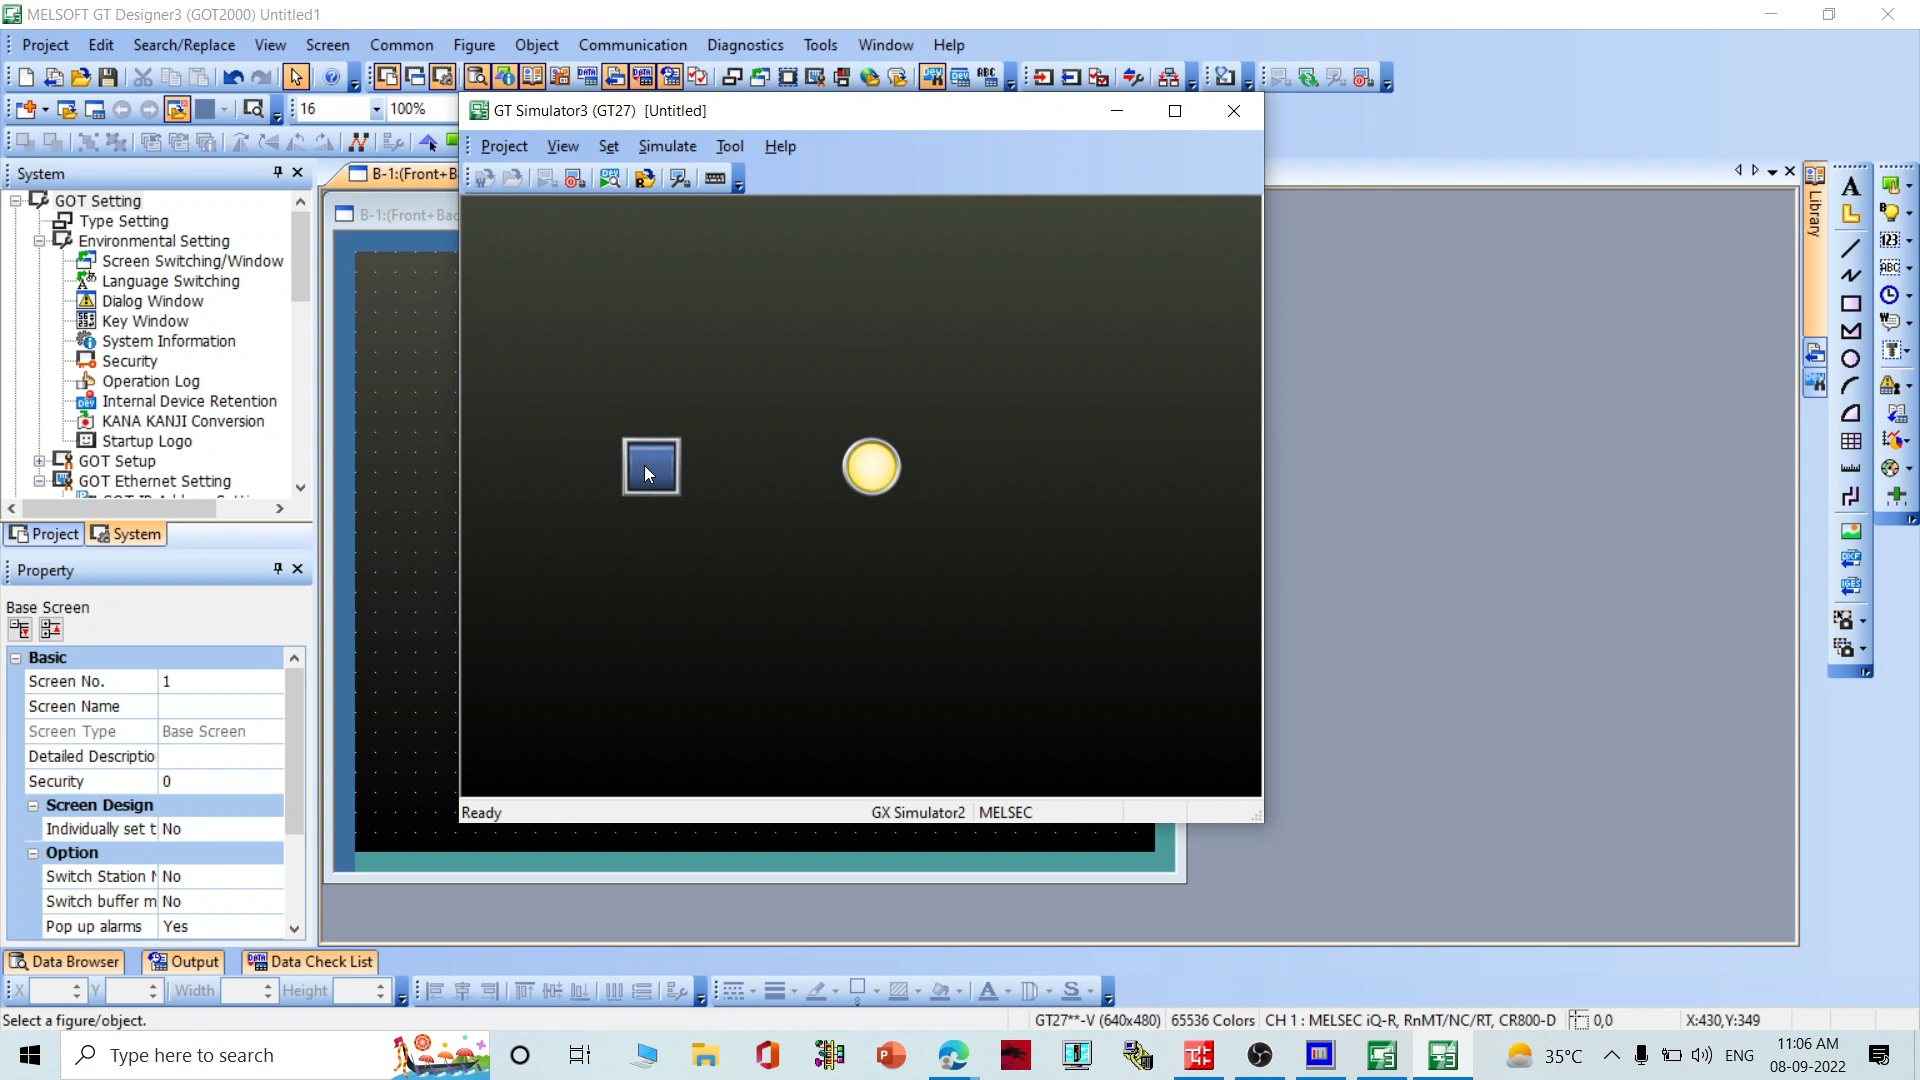 MELSOFT GT Designer3 (GOT2000) Untitled1
Project Edit Search/Replace View Screen Common Figure Object Communication Diagnostics Tools Window Help
16 100%
GT Simulator3 (GT27) [Untitled]
Project View Set Simulate Tool Help
System
B-1:(Front+B
B-1:(Front+Bac
GOT Setting
Type Setting
Environmental Setting
Screen Switching/Window
Language Switching
Dialog Window
Key Window
System Information
Security
Operation Log
Internal Device Retention
KANA KANJI Conversion
Startup Logo
GOT Setup
GOT Ethernet Setting
Project System
Library
Property
Base Screen
Basic
Screen No. 1
Screen Name
Screen Type Base Screen
Detailed Descriptio
Security 0
Screen Design
Individually set t No
Option
Switch Station N No
Switch buffer m No
Pop up alarms Yes
Ready GX Simulator2 MELSEC
Data Browser Output Data Check List
X Y Width Height
Select a figure/object. GT27**-V (640x480) 65536 Colors CH 1 : MELSEC iQ-R, RnMT/NC/RT, CR800-D 0,0 X:430,Y:349
Type here to search 35°C ENG 11:06 AM
08-09-2022